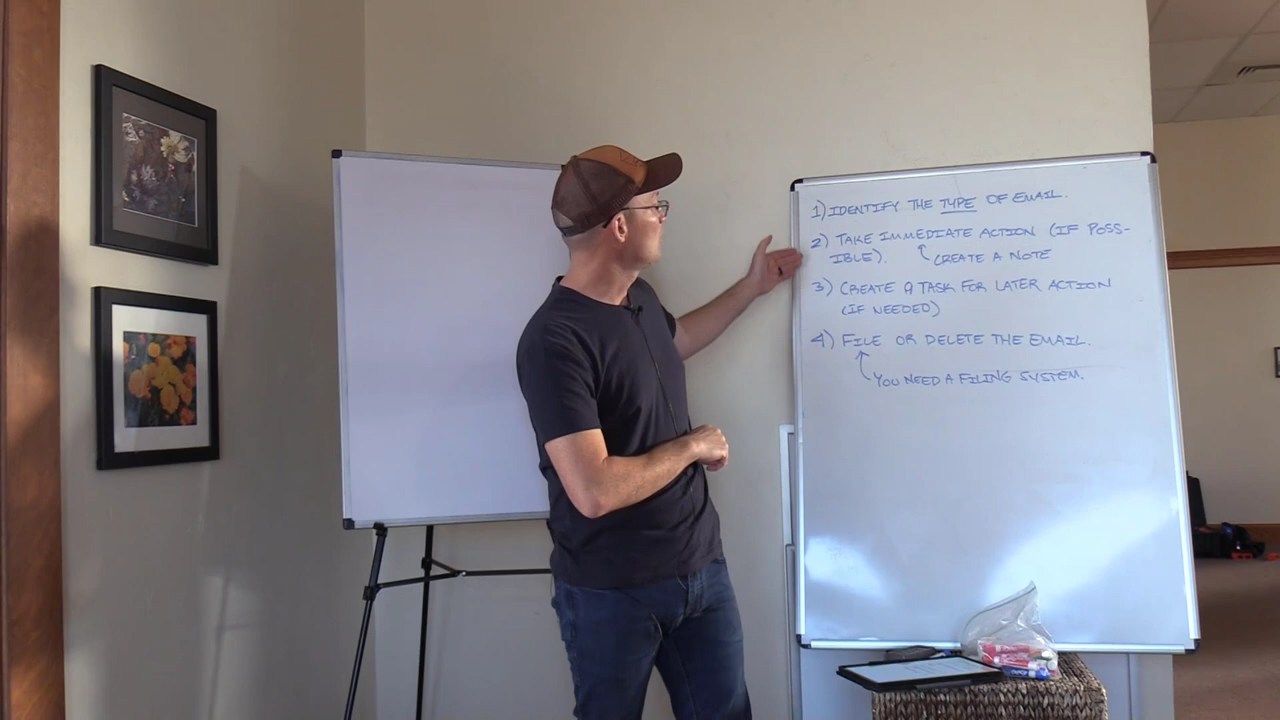 1) IDENTIFY THE TYPE OF EMAIL.
2) TAKE IMMEDIATE ACTION (IF POSS-
IBLE). CREATE A NOTE
3) CREATE A TASK FOR LATER ACTION
(IF NEEDED)
4) FILE OR DELETE THE EMAIL.
YOU NEED A FILING SYSTEM.